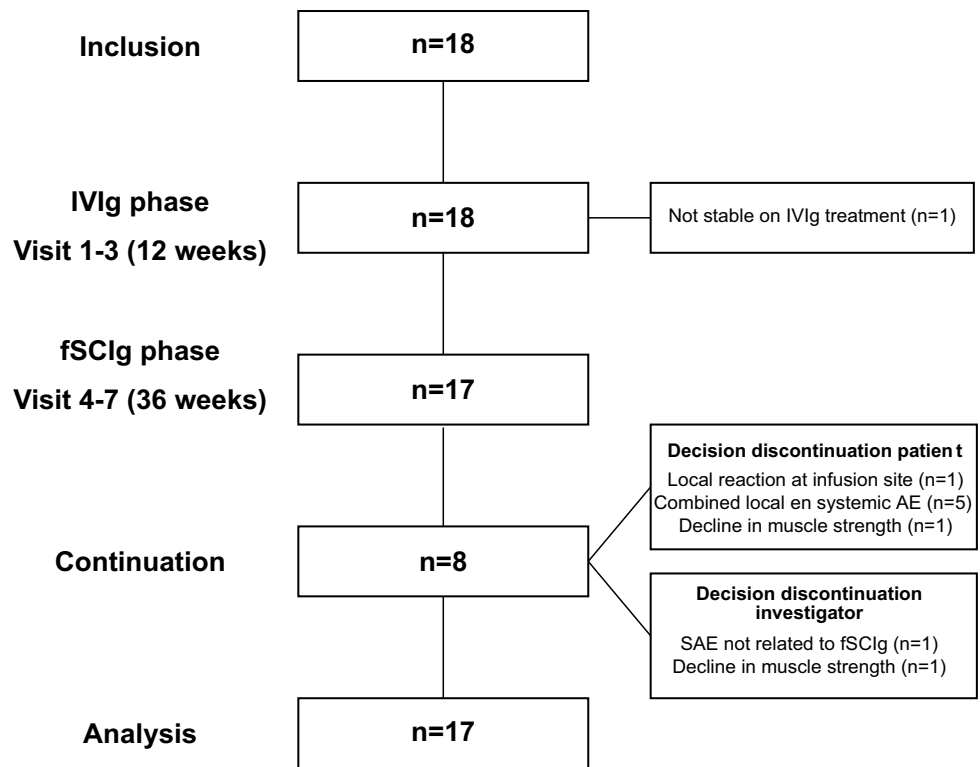 Inclusion
n=18
IVIg phase
Visit 1-3 (12 weeks)
n=18
Not stable on IVIg treatment (n=1)
fSCIg phase
Visit 4-7 (36 weeks)
n=17
Decision discontinuation patient
Local reaction at infusion site (n=1)
Combined local en systemic AE (n=5)
Decline in muscle strength (n=1)
Continuation
n=8
Decision discontinuation
investigator
SAE not related to fSCIg (n=1)
Decline in muscle strength (n=1)
Analysis
n=17